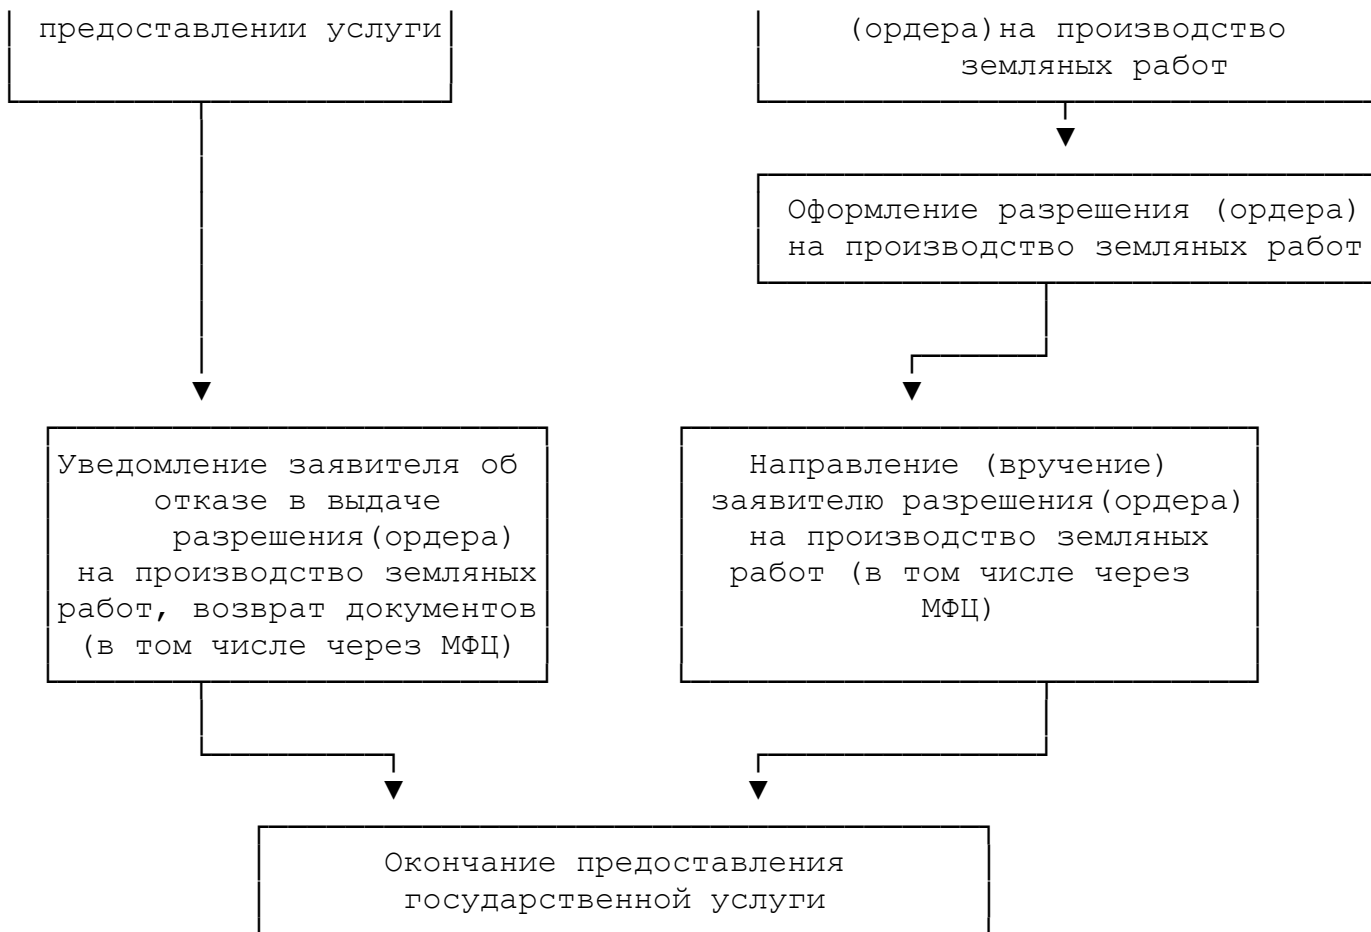 предоставлении услуги
(ордера)на производство
земляных работ
Оформление разрешения (ордера)
на производство земляных работ
Уведомление заявителя об
отказе в выдаче
разрешения(ордера)
на производство земляных
работ, возврат документов
(в том числе через МФЦ)
Направление (вручение)
заявителю разрешения(ордера)
на производство земляных
работ (в том числе через
МФЦ)
Окончание предоставления
государственной услуги